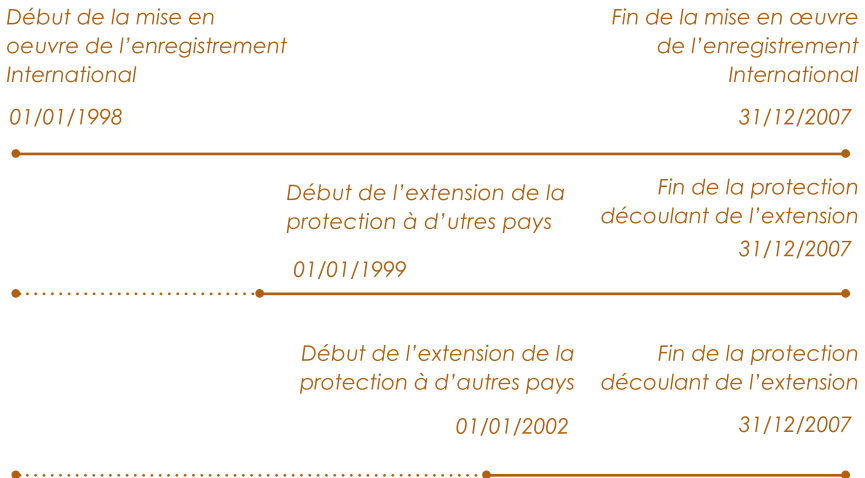 Début de la mise en
oeuvre de l'enregistrement
International
01/01/1998
Fin de la mise en œuvre
de l'enregistrement
International
31/12/2007
Début de l'extension de la
protection à d'utres pays
01/01/1999
Fin de la protection
découlant de l'extension
31/12/2007
Début de l'extension de la
protection à d'autres pays
01/01/2002
Fin de la protection
découlant de l'extension
31/12/2007